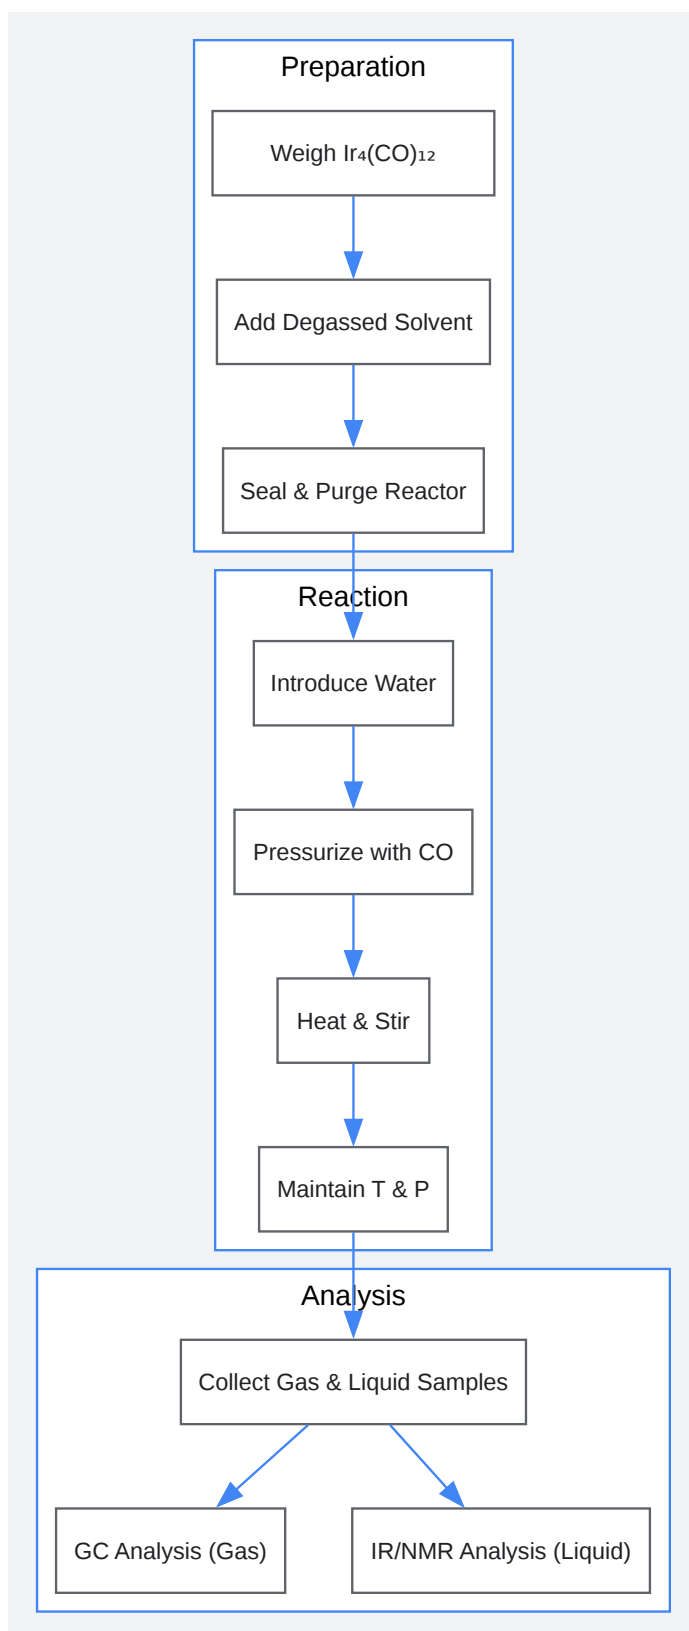 Preparation
Weigh Ir₄(CO)₁₂
Add Degassed Solvent
Seal & Purge Reactor
Reaction
Introduce Water
Pressurize with CO
Heat & Stir
Maintain T & P
Analysis
Collect Gas & Liquid Samples
GC Analysis (Gas)
IR/NMR Analysis (Liquid)